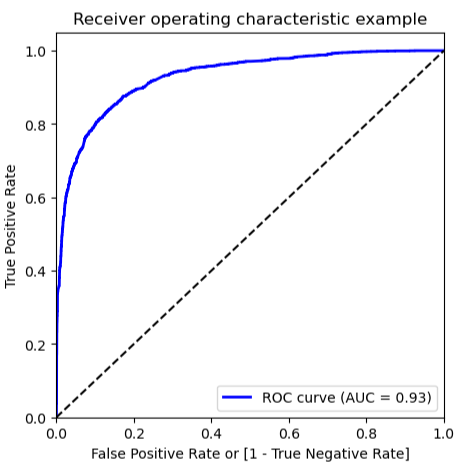 Receiver operating characteristic example
1.0
0.8
0.6
0.4
0.2
0.0
True Positive Rate
ROC curve (AUC = 0.93)
0.0 0.2 0.4 0.6 0.8 1.0
False Positive Rate or [1 - True Negative Rate]